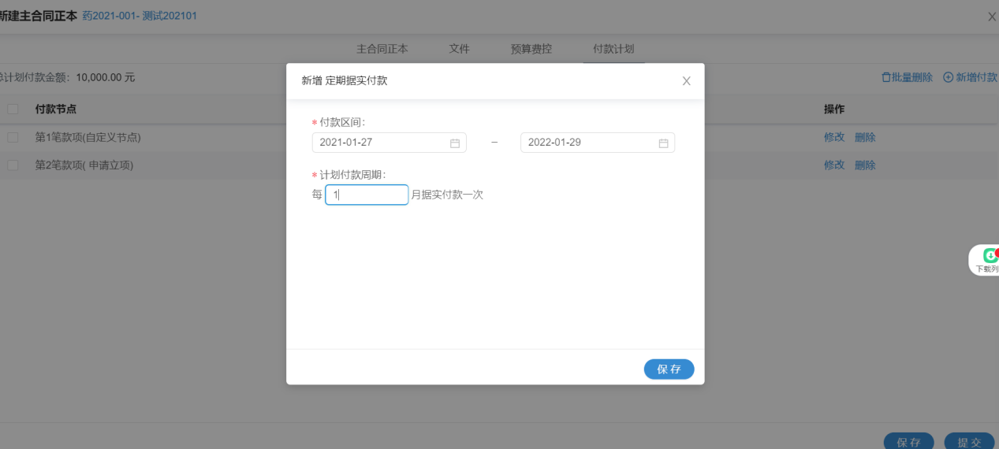 新建主合同正本 药2021-001- 测试202101
X
主合同正本 文件 预算费控 付款计划
总计划付款金额：10,000.00 元 批量删除 新增付款
新增 定期据实付款 X
付款节点 操作
*付款区间：
第1笔款项(自定义节点) 2021-01-27 – 2022-01-29 修改 删除
第2笔款项( 申请立项) 修改 删除
*计划付款周期：
每 1 月据实付款一次
下载列
保 存
保 存 提 交